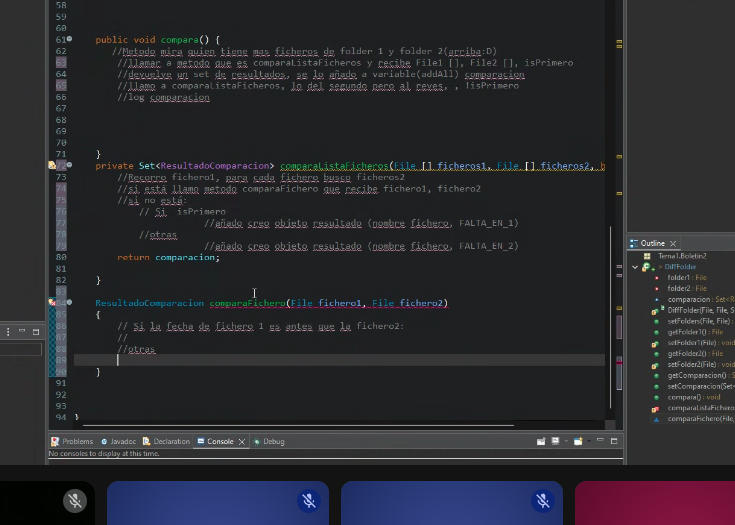 58
59
60
61 public void compara() {
62 //Metodo mira quien tiene mas ficheros de folder 1 y folder 2(arriba:D)
63 //llamar a metodo que es comparaListaFicheros y recibe File1 [], File2 [], isPrimero
64 //devuelve un set de resultados, se lo añado a variable(addAll) comparacion
65 //llamo a comparaListaFicheros, lo del segundo pero al reves, , !isPrimero
66 //log comparacion
67
68
69
70
71 }
72 private Set<ResultadoComparacion> comparaListaFicheros(File [] ficheros1, File [] ficheros2, b
73 //Recorro fichero1, para cada fichero busco ficheros2
74 //si está llamo metodo comparaFichero que recibe fichero1, fichero2
75 //si no está:
76 // Si isPrimero
77 //añado creo objeto resultado (nombre fichero, FALTA_EN_1)
78 //otras
79 //añado creo objeto resultado (nombre fichero, FALTA_EN_2)
80 return comparacion;
81
82 }
83
84 ResultadoComparacion comparaFichero(File fichero1, File fichero2)
85 {
86 // Si la fecha de fichero 1 es antes que la fichero2:
87 //
88 //otras
89
90 }
91
92
93
94 }
Problems Javadoc Declaration Console Debug
No consoles to display at this time.
Outline
Tema1.Boletin2
DiffFolder
folder1 : File
folder2 : File
comparacion : Set<R
DiffFolder(File, File, S
setFolders(File, File) :
getFolder1() : File
setFolder1(File) : void
getFolder2() : File
setFolder2(File) : void
getComparacion() : S
setComparacion(Set<
compara() : void
comparaListaFichero
comparaFichero(File,